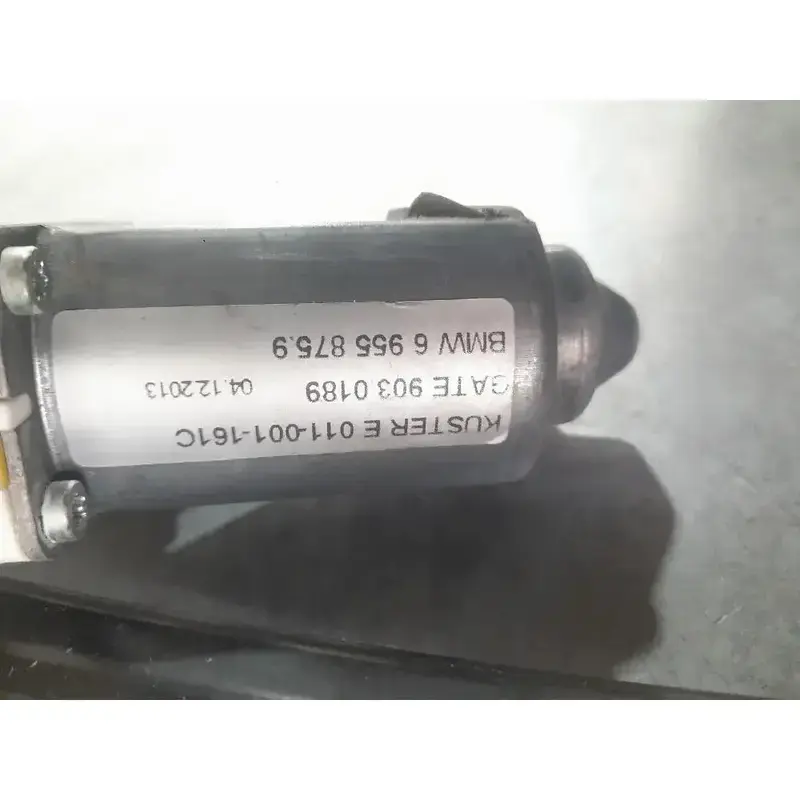 KUSTER E 011-001-161C
GATE 903 0189 04.12.2013
BMW 6 955 875.9